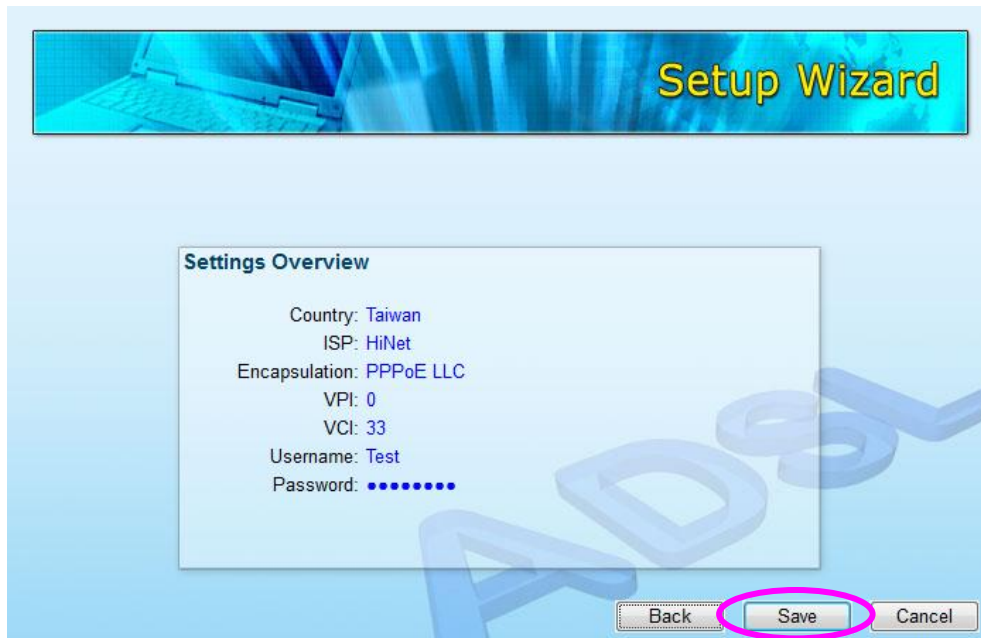 Setup Wizard
Settings Overview
Country: Taiwan
ISP: HiNet
Encapsulation: PPPoE LLC
VPI: 0
VCI: 33
Username: Test
Password: ●●●●●●●●
ADSL
Back Save Cancel